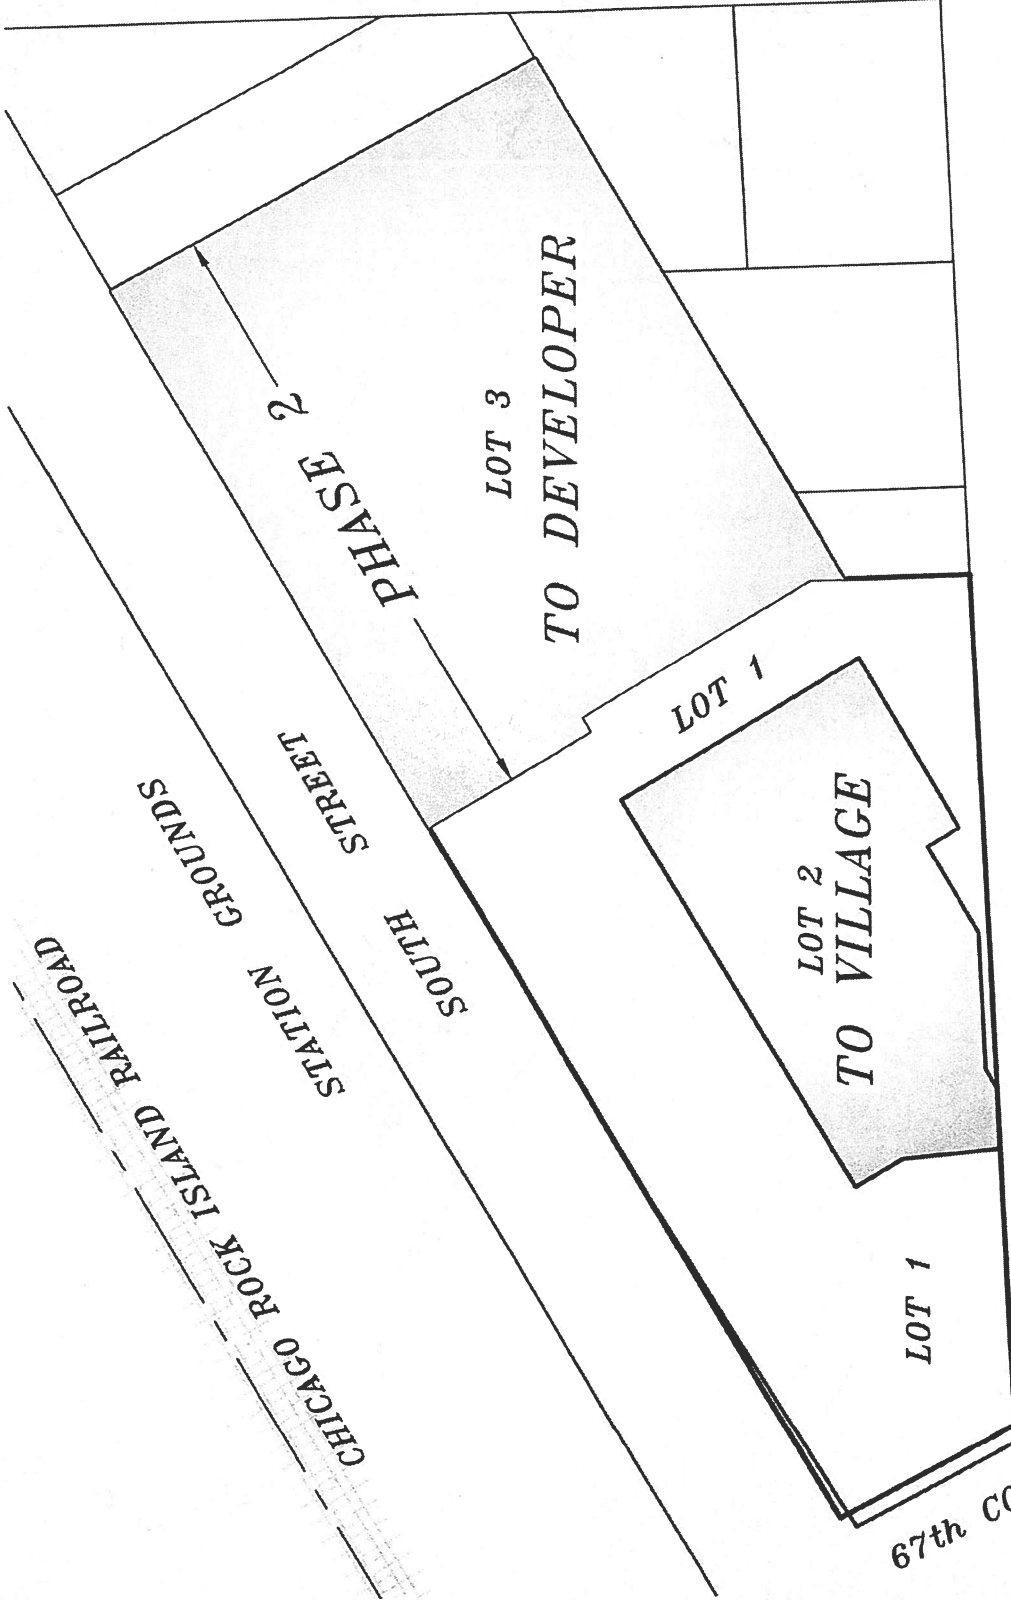 PHASE 2
LOT 3
TO DEVELOPER
LOT 1
LOT 2
TO VILLAGE
LOT 1
SOUTH STREET
STATION GROUNDS
CHICAGO ROCK ISLAND RAILROAD
67th